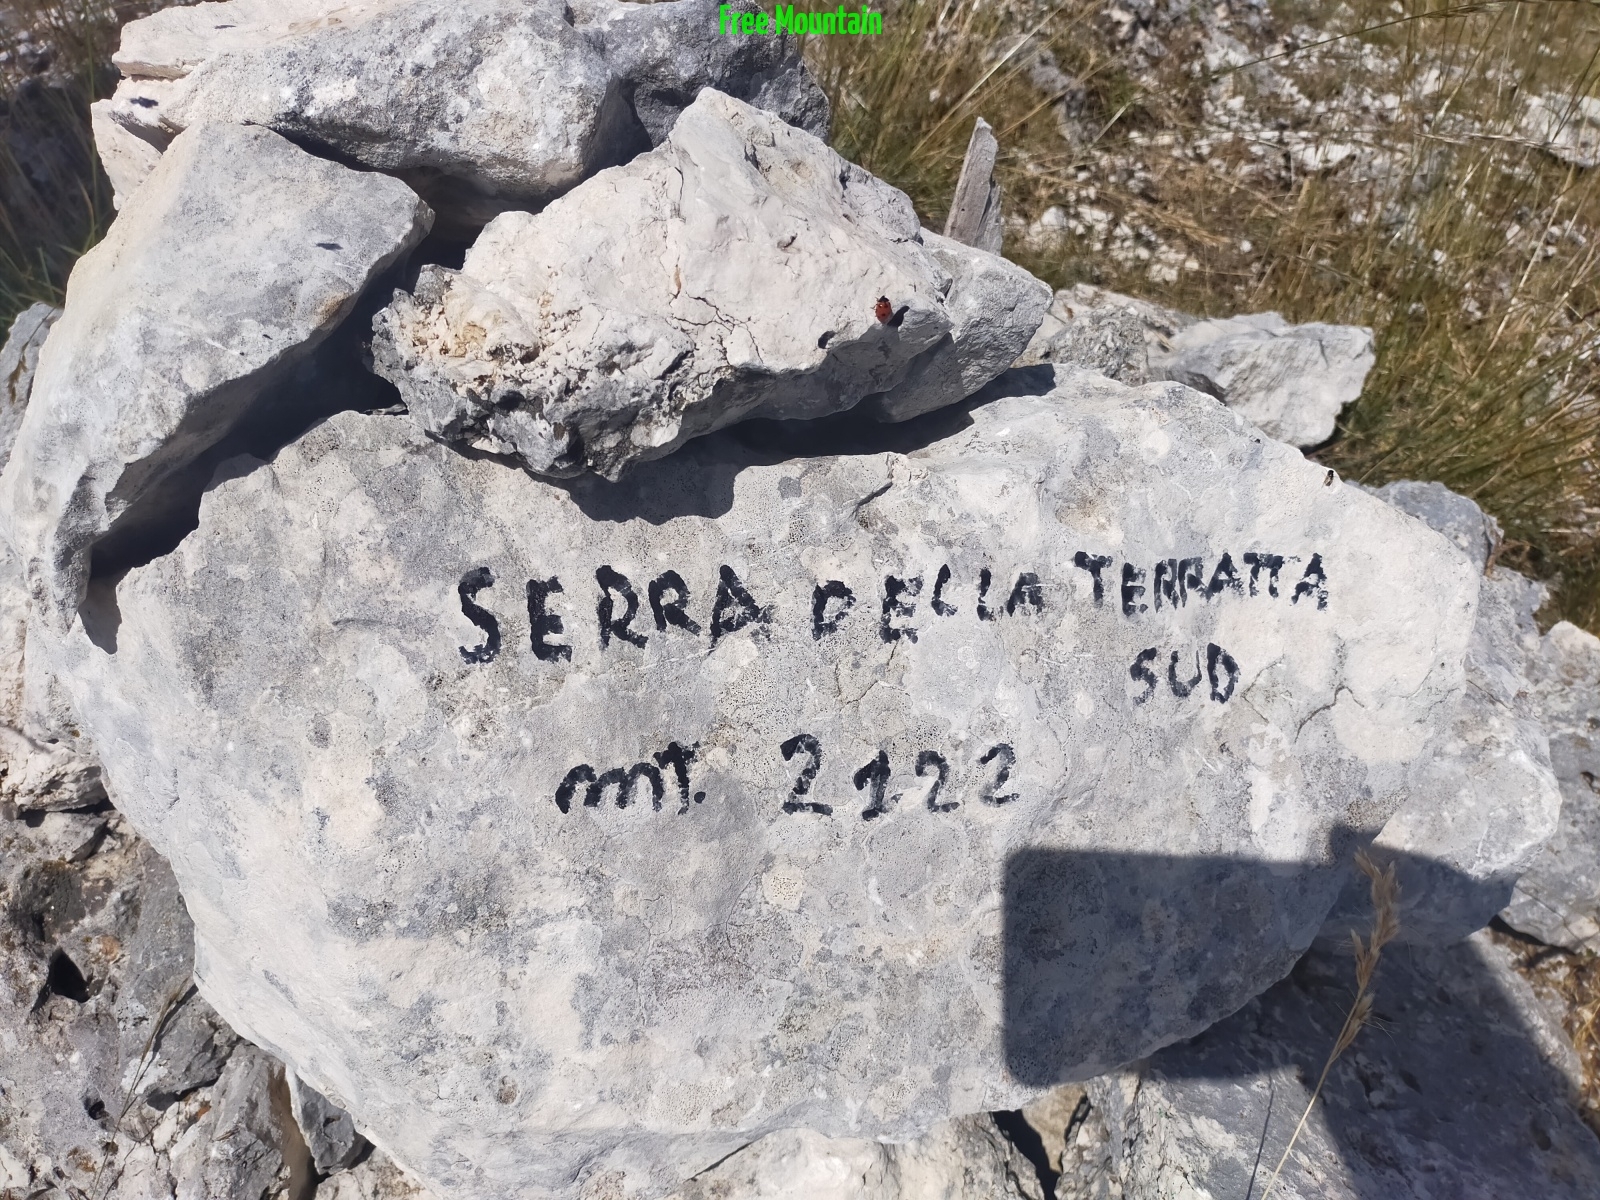 Free Mountain
SERRA DELLA TERRATTA
SUD
mT. 2122